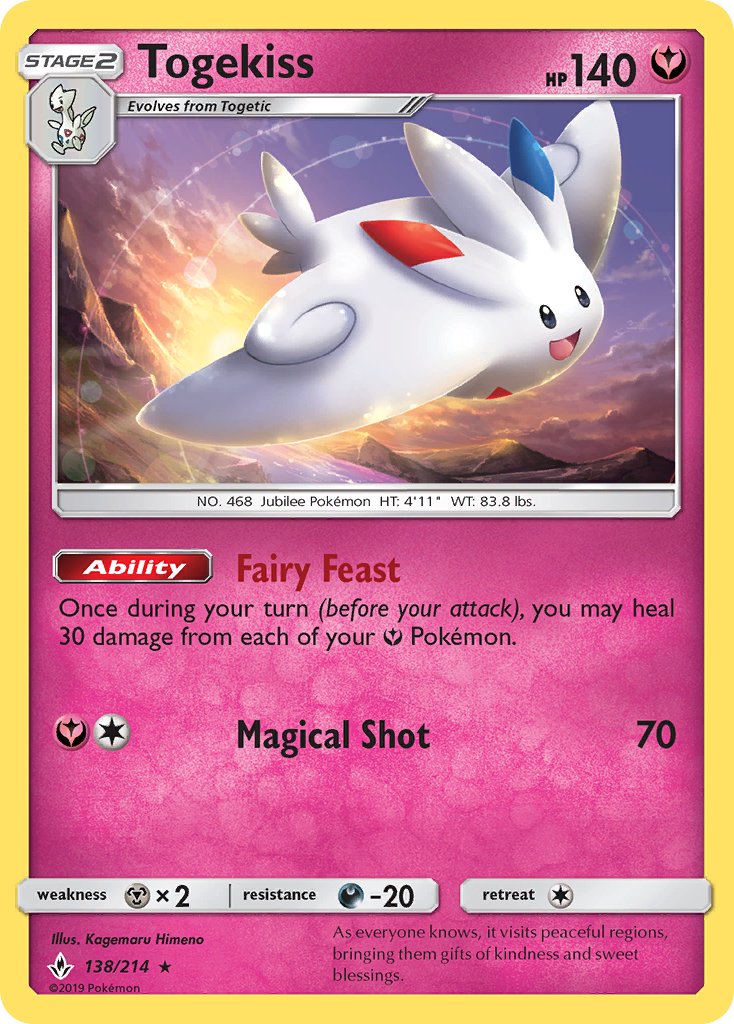 STAGE2
Togekiss
HP140
Evolves from Togetic
NO. 468 Jubilee Pokémon HT: 4'11" WT: 83.8 lbs.
Ability Fairy Feast
Once during your turn (before your attack), you may heal
30 damage from each of your Pokémon.
Magical Shot 70
weakness ×2 resistance -20 retreat
Illus. Kagemaru Himeno
138/214
©2019 Pokémon
As everyone knows, it visits peaceful regions,
bringing them gifts of kindness and sweet
blessings.